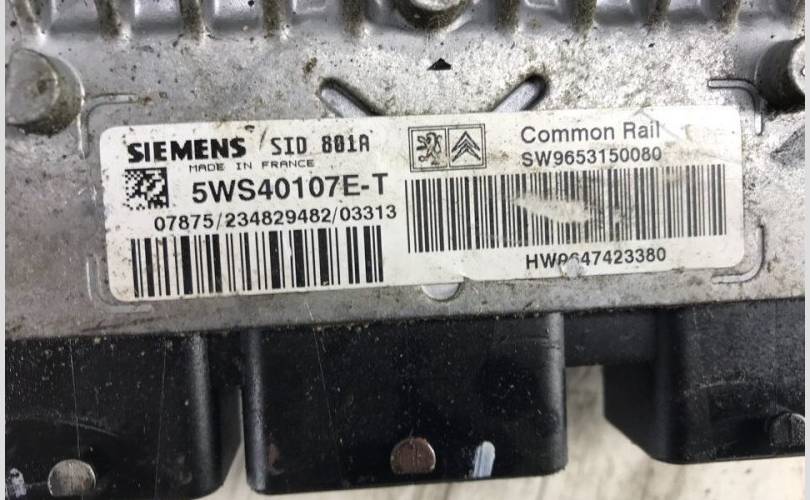 SIEMENS SID 801A
MADE IN FRANCE
5WS40107E-T
07875/234829482/03313
Common Rail
SW9653150080
HW9647423380